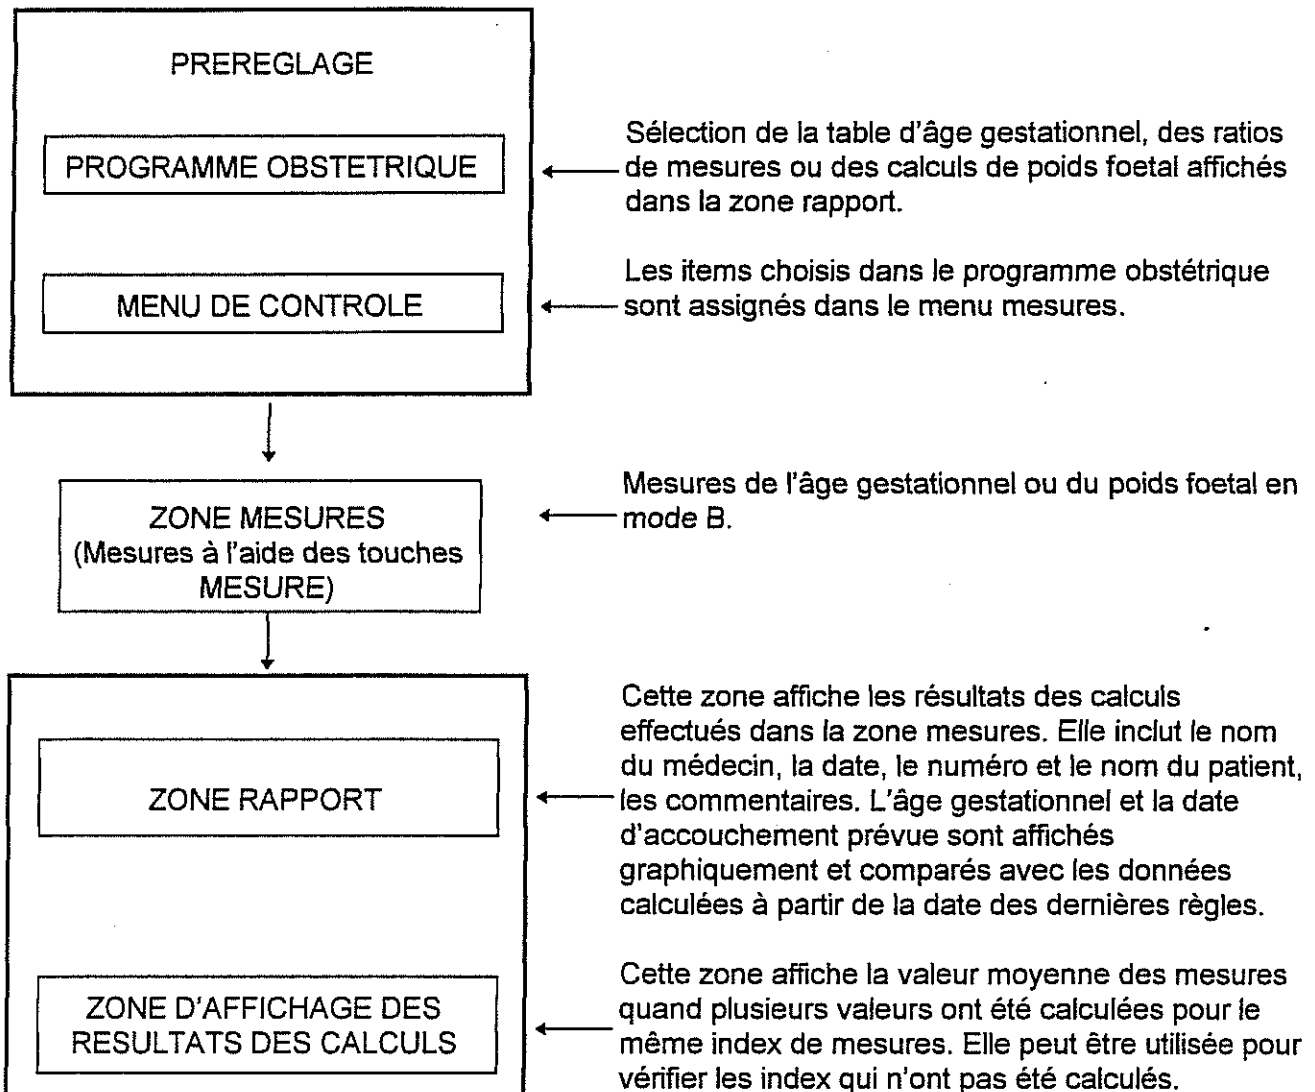 PREREGLAGE
PROGRAMME OBSTETRIQUE
Sélection de la table d'âge gestationnel, des ratios
de mesures ou des calculs de poids foetal affichés
dans la zone rapport.
MENU DE CONTROLE
Les items choisis dans le programme obstétrique
sont assignés dans le menu mesures.
ZONE MESURES
(Mesures à l'aide des touches
MESURE)
Mesures de l'âge gestationnel ou du poids foetal en
mode B.
ZONE RAPPORT
Cette zone affiche les résultats des calculs
effectués dans la zone mesures. Elle inclut le nom
du médecin, la date, le numéro et le nom du patient,
les commentaires. L'âge gestationnel et la date
d'accouchement prévue sont affichés
graphiquement et comparés avec les données
calculées à partir de la date des dernières règles.
ZONE D'AFFICHAGE DES
RESULTATS DES CALCULS
Cette zone affiche la valeur moyenne des mesures
quand plusieurs valeurs ont été calculées pour le
même index de mesures. Elle peut être utilisée pour
vérifier les index qui n'ont pas été calculés.